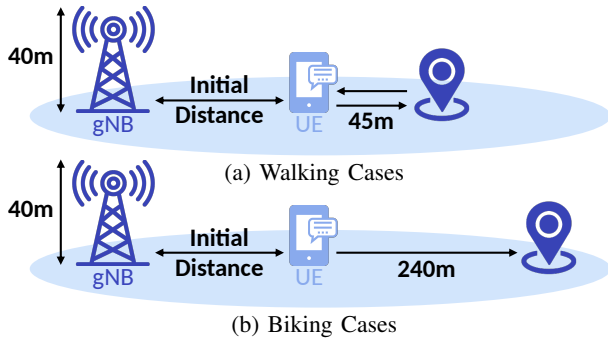 40m
Initial
Distance
gNB
UE
45m
(a) Walking Cases
40m
Initial
Distance
gNB
UE
240m
(b) Biking Cases